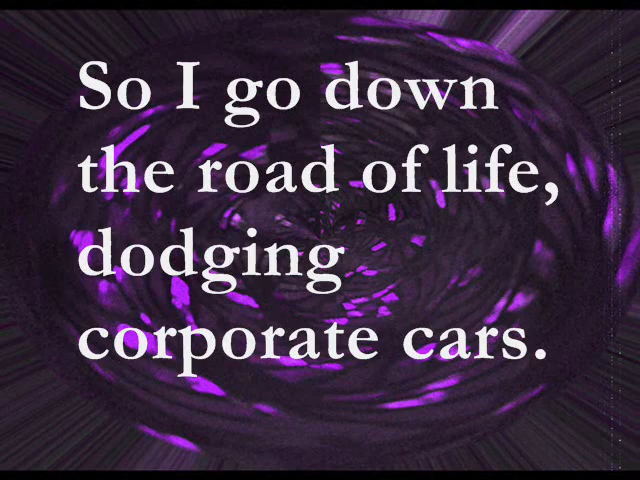 So I go down
the road of life,
dodging
corporate cars.